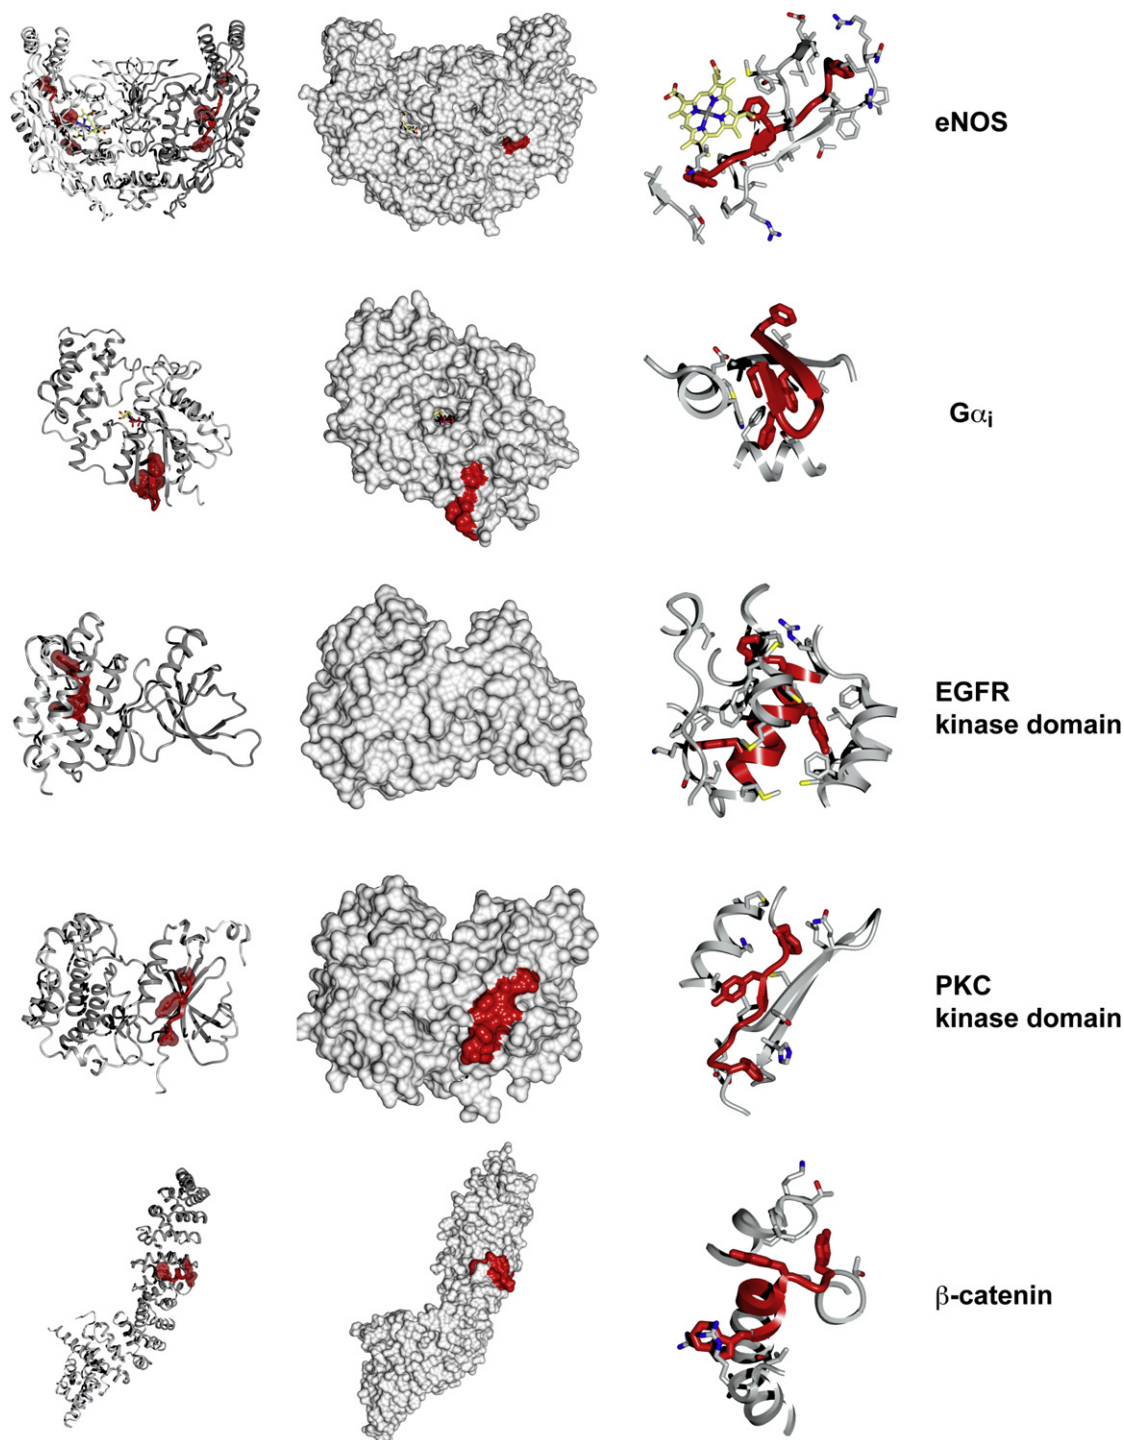 eNOS
Gαi
EGFR
kinase domain
PKC
kinase domain
β-catenin